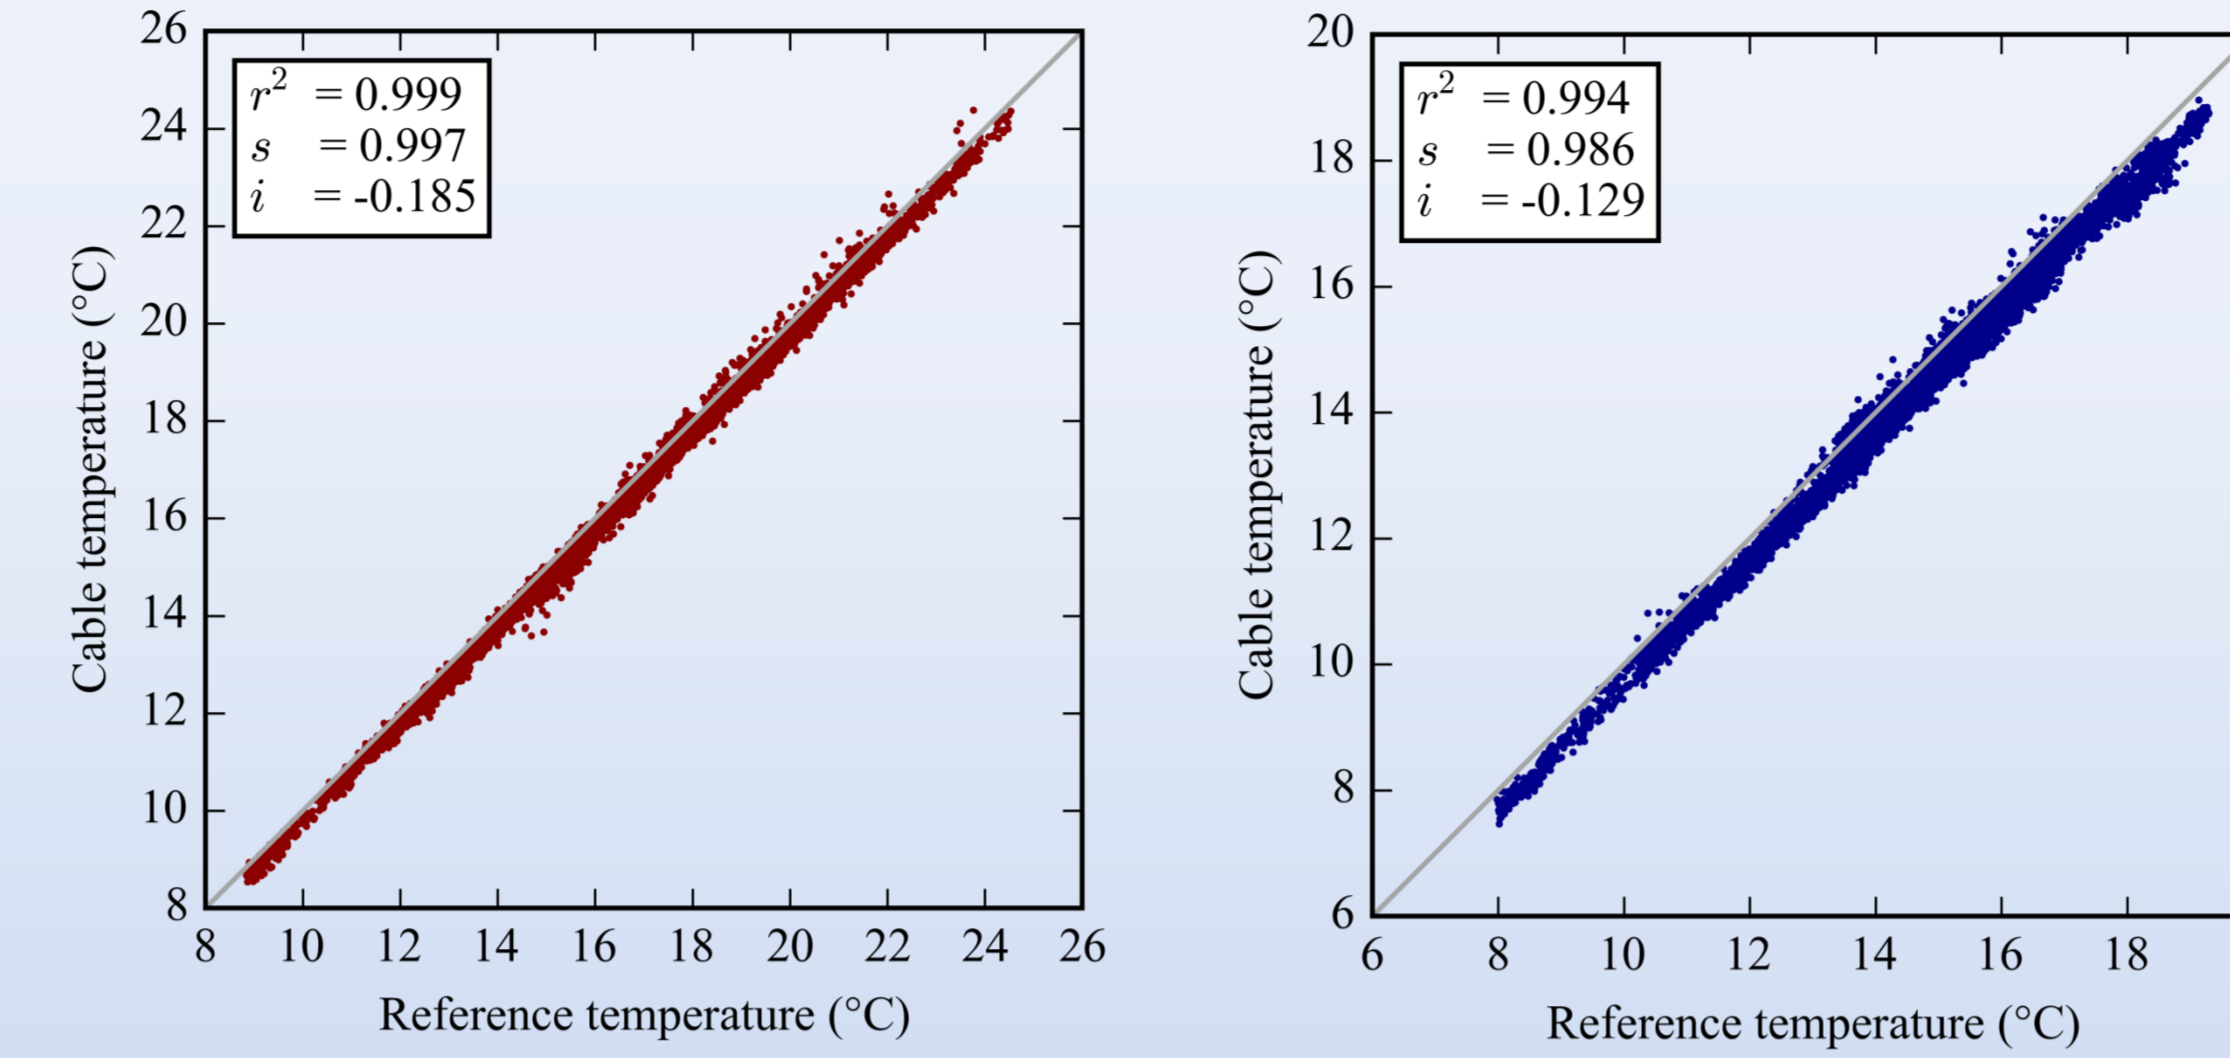 r² = 0.999
s = 0.997
i = -0.185
26
24
22
20
18
16
14
12
10
8
Cable temperature (°C)
8 10 12 14 16 18 20 22 24 26
Reference temperature (°C)
r² = 0.994
s = 0.986
i = -0.129
20
18
16
14
12
10
8
6
Cable temperature (°C)
6 8 10 12 14 16 18
Reference temperature (°C)